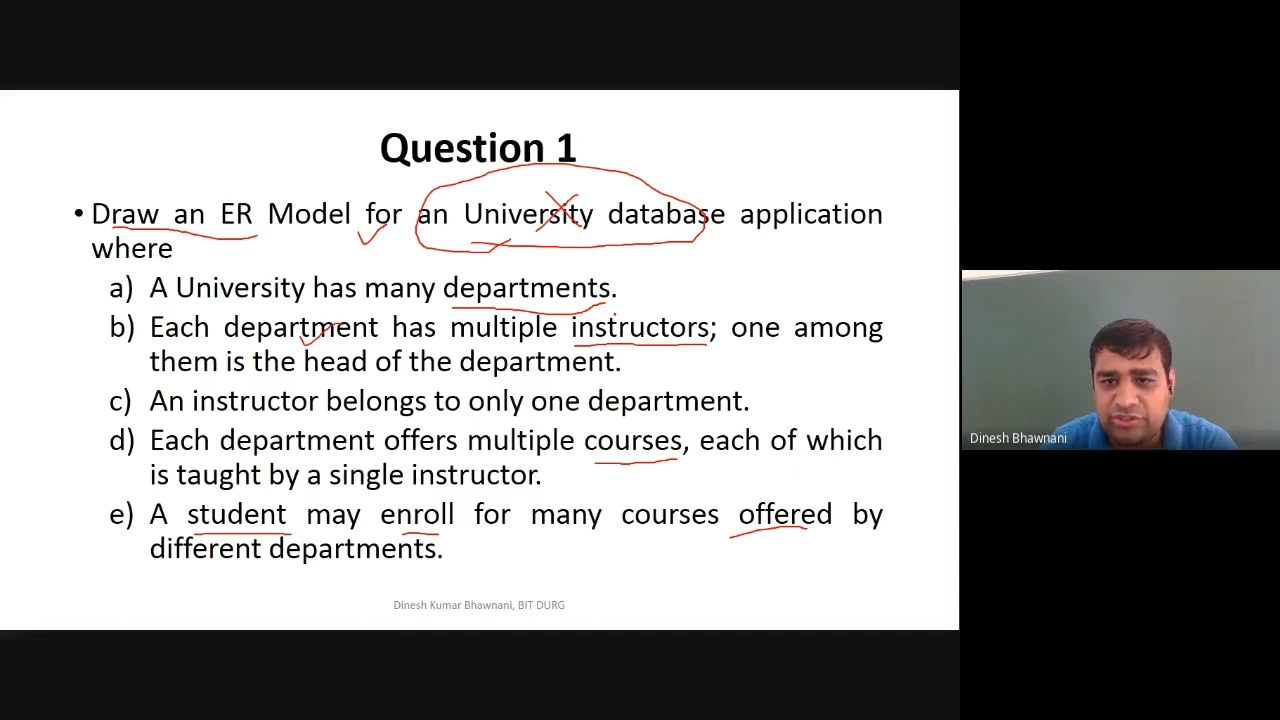 Question 1
• Draw an ER Model for an University database application
where
a) A University has many departments.
b) Each department has multiple instructors; one among
them is the head of the department.
c) An instructor belongs to only one department.
d) Each department offers multiple courses, each of which
is taught by a single instructor.
e) A student may enroll for many courses offered by
different departments.
Dinesh Kumar Bhawnani, BIT DURG
Dinesh Bhawnani